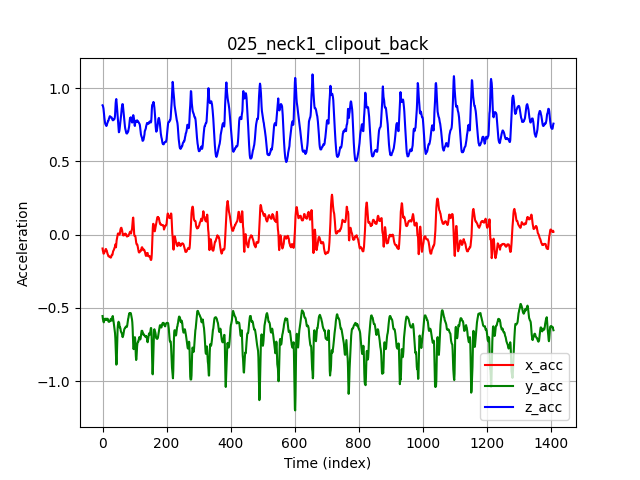 025_neck1_clipout_back
1.0
0.5
0.0
−0.5
−1.0
Acceleration
0 200 400 600 800 1000 1200 1400
Time (index)
x_acc
y_acc
z_acc